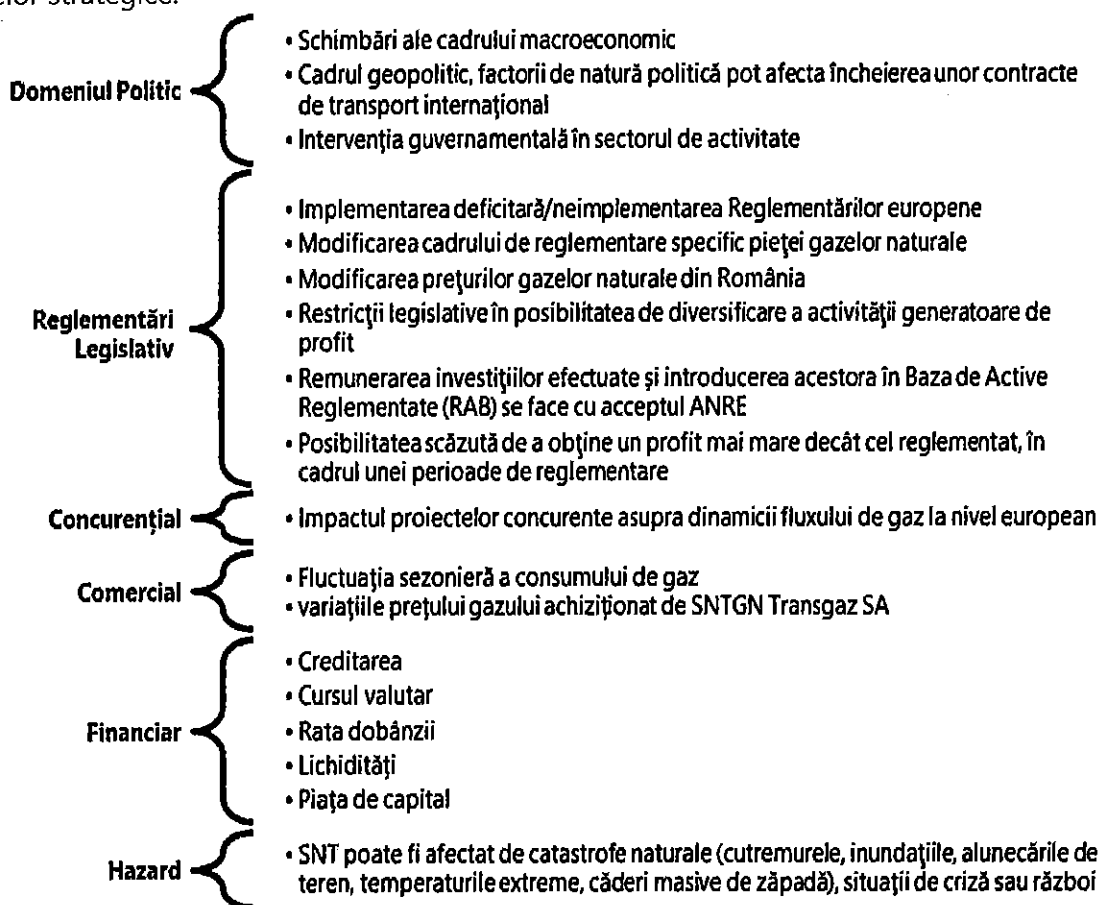 elor strategice.
Domeniul Politic
• Schimbări ale cadrului macroeconomic
• Cadrul geopolitic, factorii de natură politică pot afecta încheierea unor contracte
de transport internaţional
• Intervenţia guvernamentală în sectorul de activitate
Reglementări
Legislativ
• Implementarea deficitară/neimplementarea Reglementărilor europene
• Modificarea cadrului de reglementare specific pieţei gazelor naturale
• Modificarea preţurilor gazelor naturale din România
• Restricţii legislative în posibilitatea de diversificare a activităţii generatoare de
profit
• Remunerarea investiţiilor efectuate şi introducerea acestora în Baza de Active
Reglementate (RAB) se face cu acceptul ANRE
• Posibilitatea scăzută de a obţine un profit mai mare decât cel reglementat, în
cadrul unei perioade de reglementare
Concurenţial
• Impactul proiectelor concurente asupra dinamicii fluxului de gaz la nivel european
Comercial
• Fluctuaţia sezonieră a consumului de gaz
• variaţiile preţului gazului achiziţionat de SNTGN Transgaz SA
Financiar
• Creditarea
• Cursul valutar
• Rata dobânzii
• Lichidităţi
• Piaţa de capital
Hazard
• SNT poate fi afectat de catastrofe naturale (cutremurele, inundaţiile, alunecările de
teren, temperaturile extreme, căderi masive de zăpadă), situaţii de criză sau război